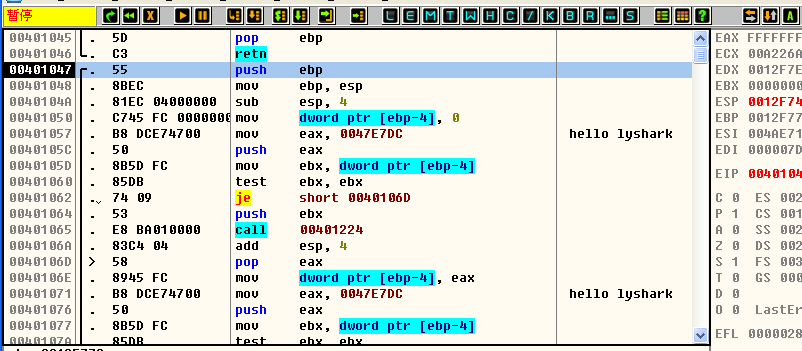 暂停 L E M T W H C / K B R ... S ?
00401045 . 5D pop ebp EAX FFFFFFF
00401046 . C3 retn ECX 00A226A
00401047 . 55 push ebp EDX 0012F7E
00401048 . 8BEC mov ebp, esp EBX 0000000
0040104A . 81EC 04000000 sub esp, 4 ESP 0012F74
00401050 . C745 FC 0000000 mov dword ptr [ebp-4], 0 EBP 0012F77
00401057 . B8 DCE74700 mov eax, 0047E7DC hello lyshark ESI 004AE71
0040105C . 50 push eax EDI 000007D
0040105D . 8B5D FC mov ebx, dword ptr [ebp-4]
00401060 . 85DB test ebx, ebx EIP 0040104
00401062 . 74 09 je short 0040106D C 0 ES 002
00401064 . 53 push ebx P 1 CS 001
00401065 . E8 BA010000 call 00401224 A 0 SS 002
0040106A . 83C4 04 add esp, 4 Z 0 DS 002
0040106D > 58 pop eax S 1 FS 003
0040106E . 8945 FC mov dword ptr [ebp-4], eax T 0 GS 000
00401071 . B8 DCE74700 mov eax, 0047E7DC hello lyshark D 0
00401076 . 50 push eax O 0 LastEr
00401077 . 8B5D FC mov ebx, dword ptr [ebp-4]
0040107A . 85DB test ebx, ebx EFL 0000028